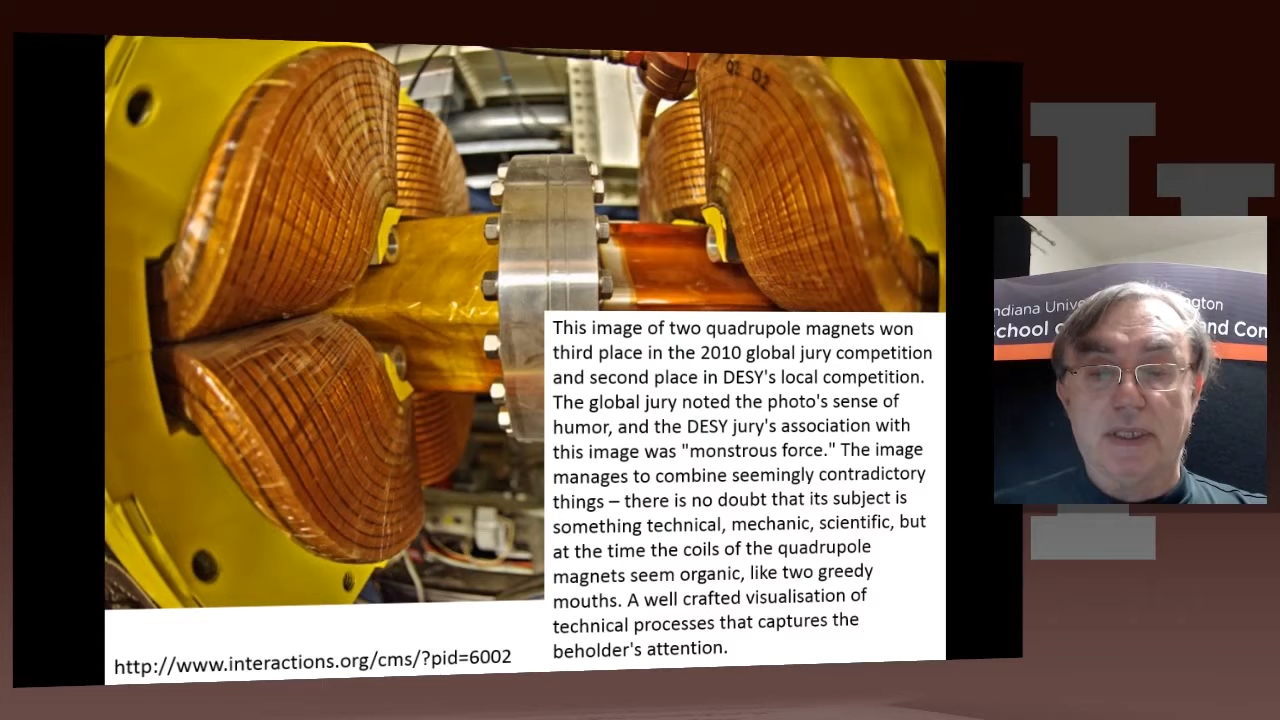 Q2 D2
This image of two quadrupole magnets won
third place in the 2010 global jury competition
and second place in DESY's local competition.
The global jury noted the photo's sense of
humor, and the DESY jury's association with
this image was "monstrous force." The image
manages to combine seemingly contradictory
things – there is no doubt that its subject is
something technical, mechanic, scientific, but
at the time the coils of the quadrupole
magnets seem organic, like two greedy
mouths. A well crafted visualisation of
technical processes that captures the
beholder's attention.
http://www.interactions.org/cms/?pid=6002
ndiana Unive ngton
chool o and Con